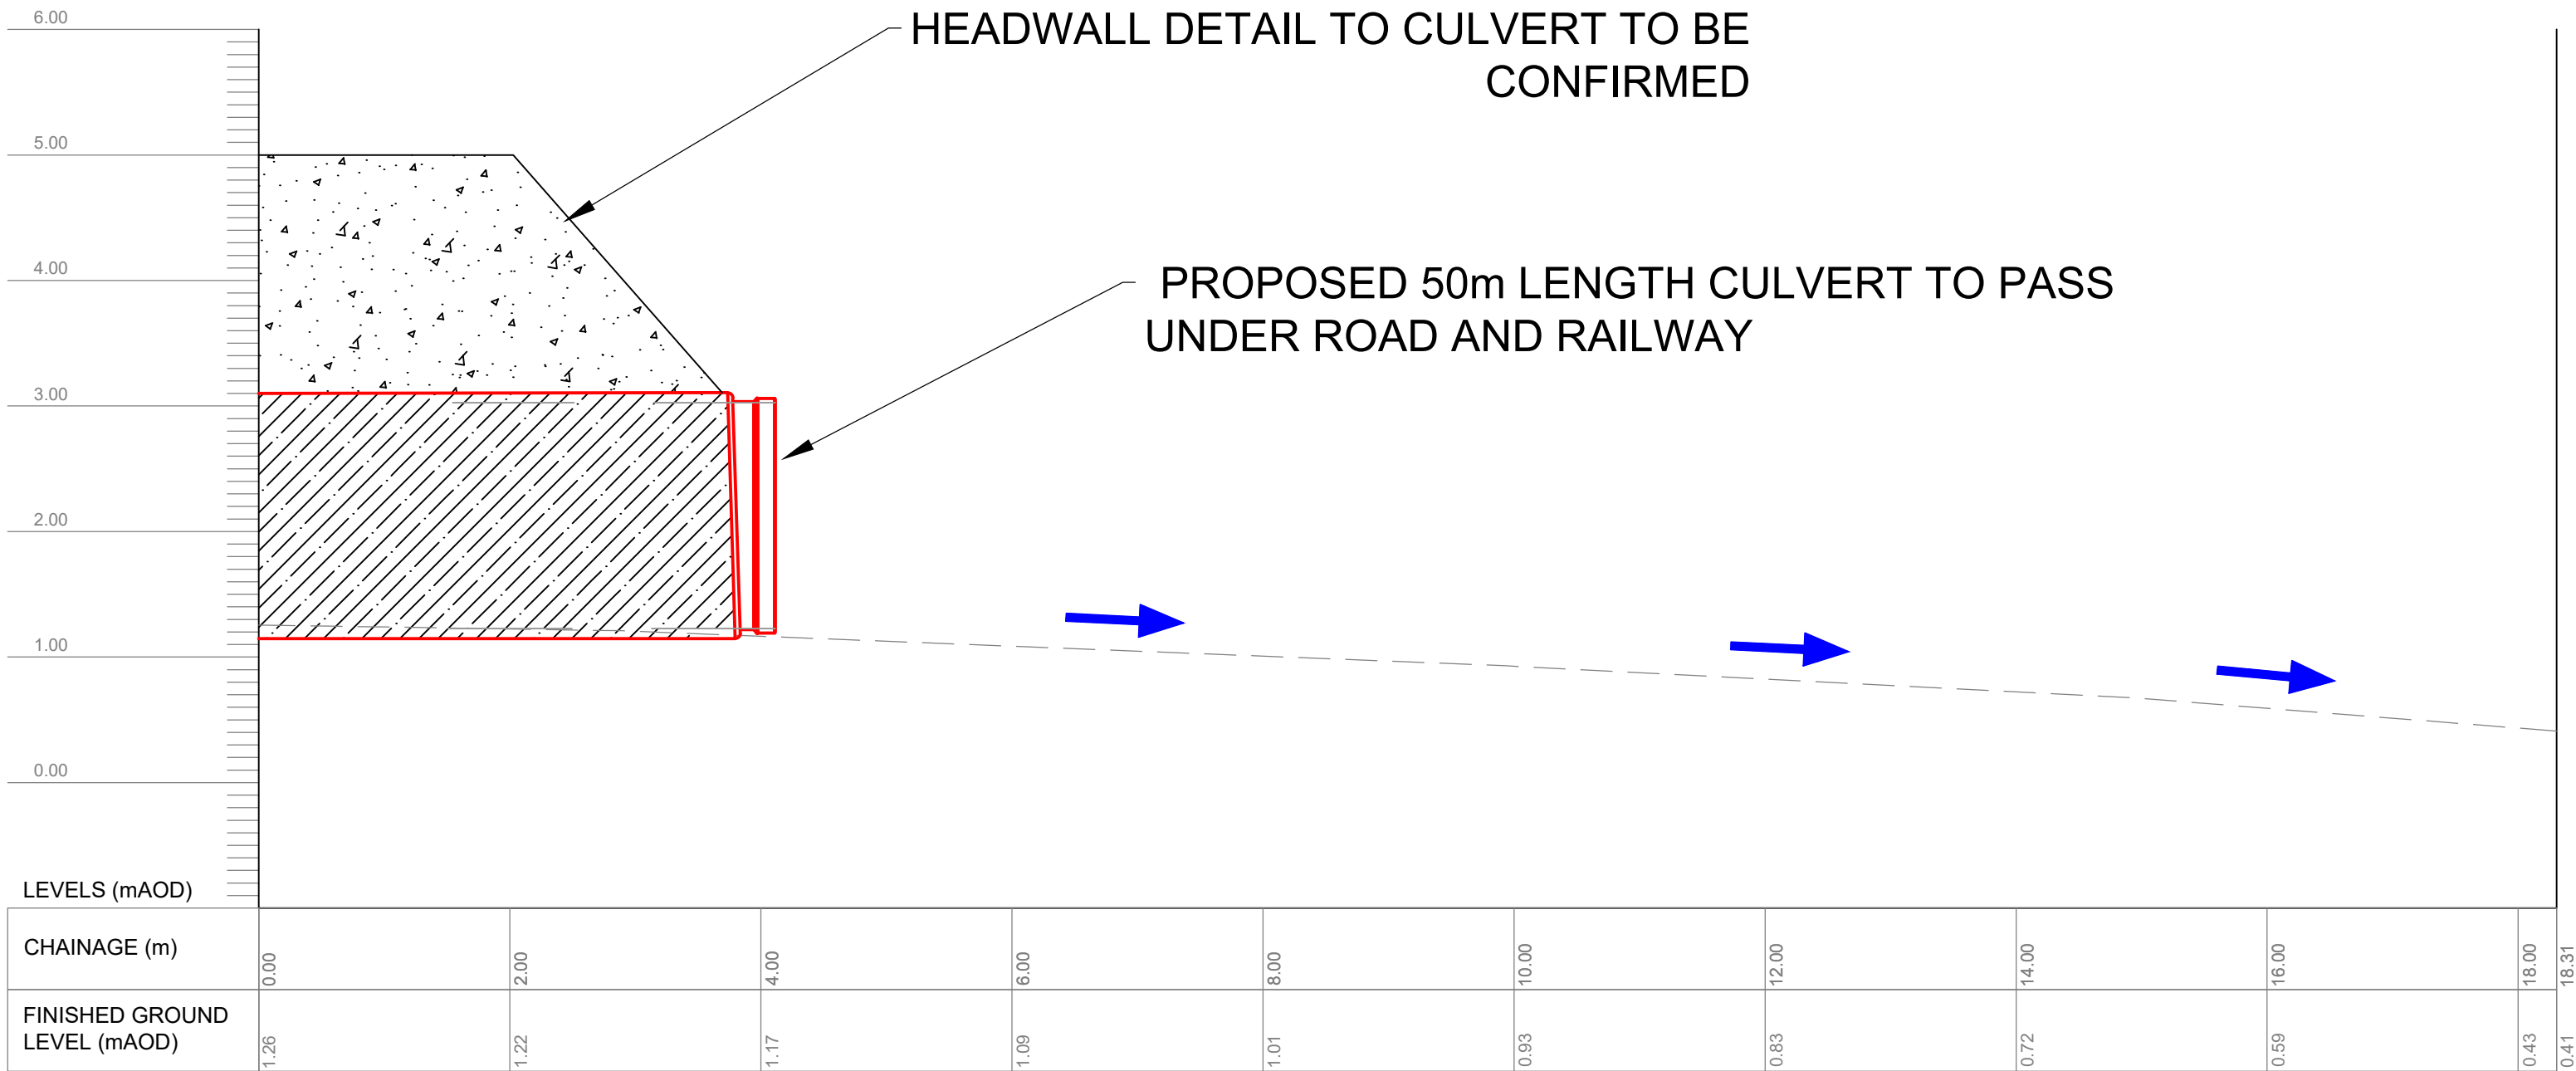 6.00
HEADWALL DETAIL TO CULVERT TO BE
CONFIRMED
5.00
4.00
PROPOSED 50m LENGTH CULVERT TO PASS
UNDER ROAD AND RAILWAY
3.00
2.00
1.00
0.00
LEVELS (mAOD)
CHAINAGE (m) 0.00 2.00 4.00 6.00 8.00 10.00 12.00 14.00 16.00 18.00 18.31
FINISHED GROUND
LEVEL (mAOD) 1.26 1.22 1.17 1.09 1.01 0.93 0.83 0.72 0.59 0.43 0.41